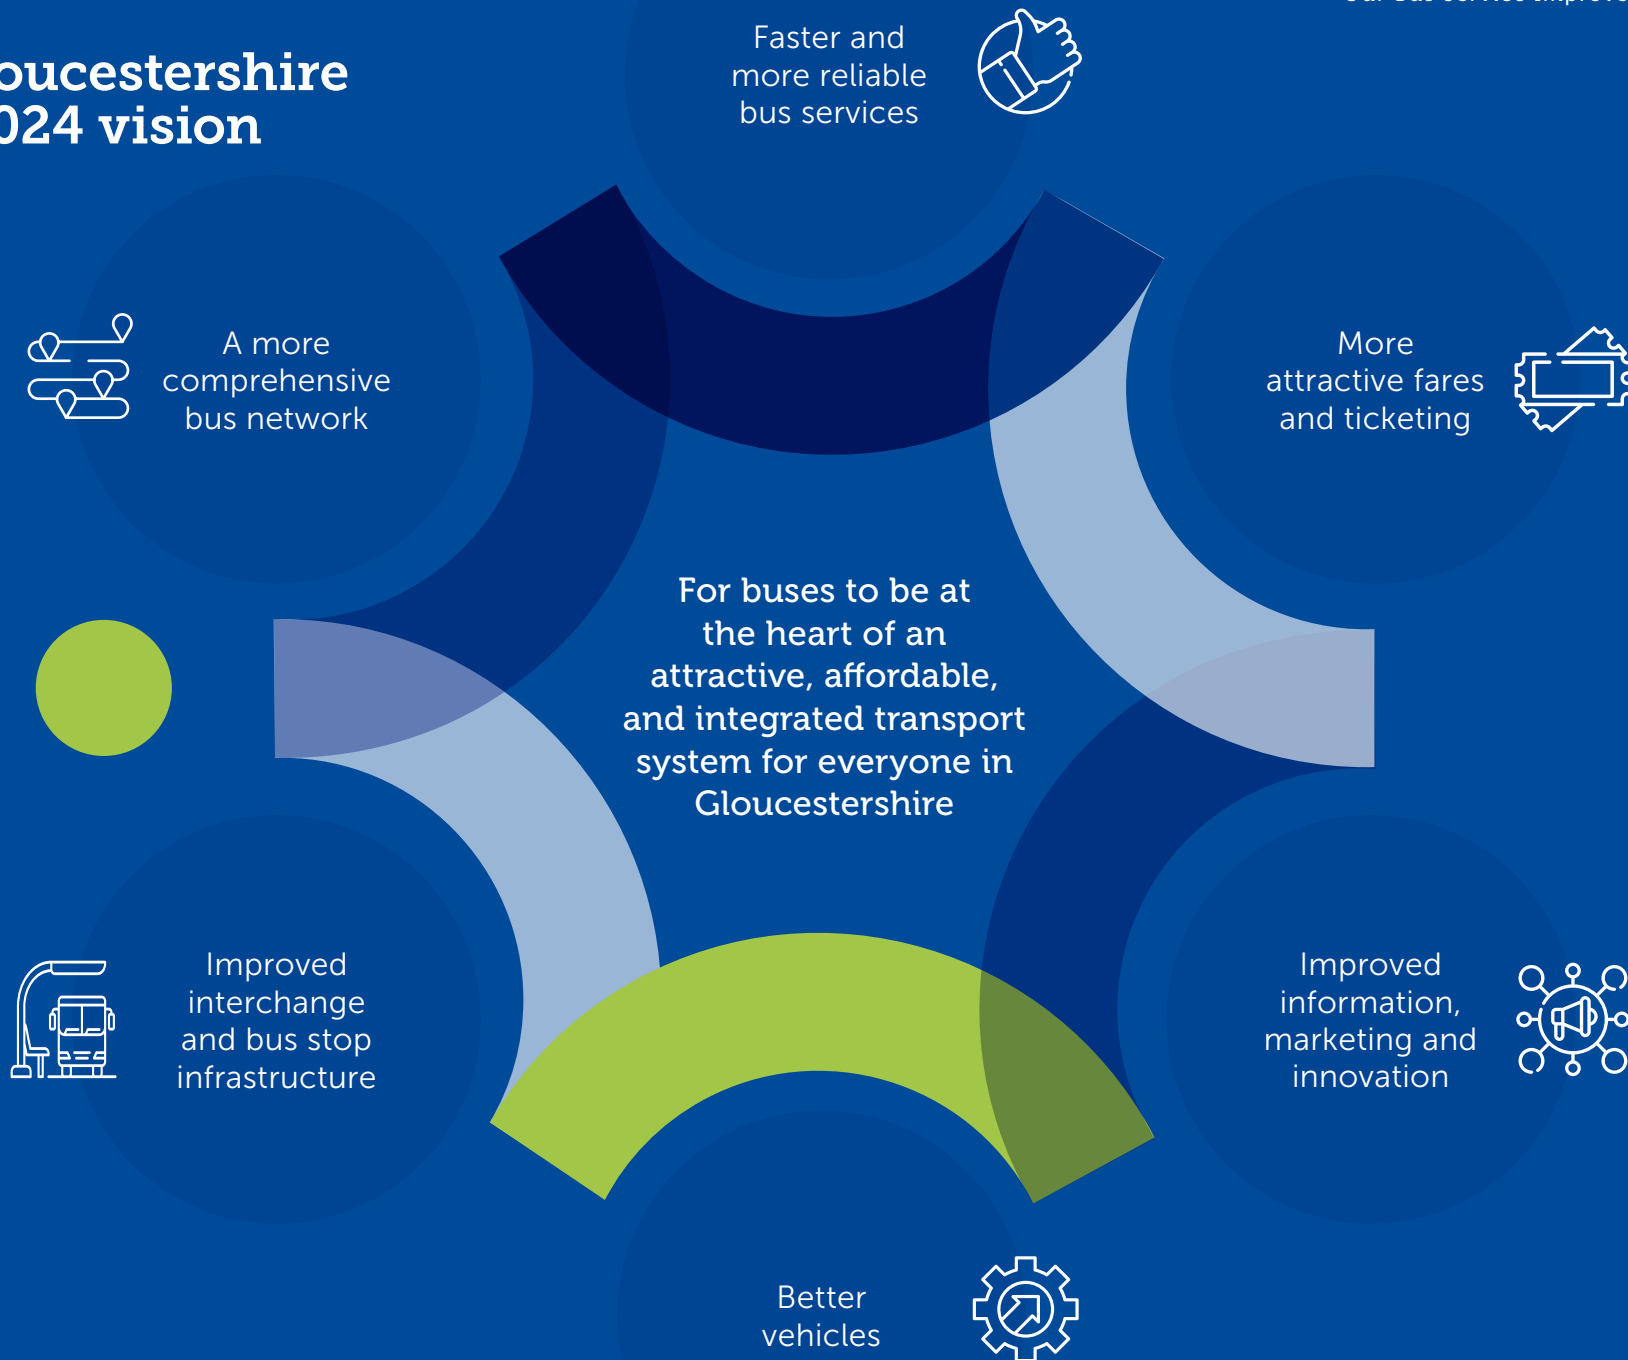 oucestershire
024 vision
Faster and
more reliable
bus services
A more
comprehensive
bus network
More
attractive fares
and ticketing
For buses to be at
the heart of an
attractive, affordable,
and integrated transport
system for everyone in
Gloucestershire
Improved
interchange
and bus stop
infrastructure
Improved
information,
marketing and
innovation
Better
vehicles